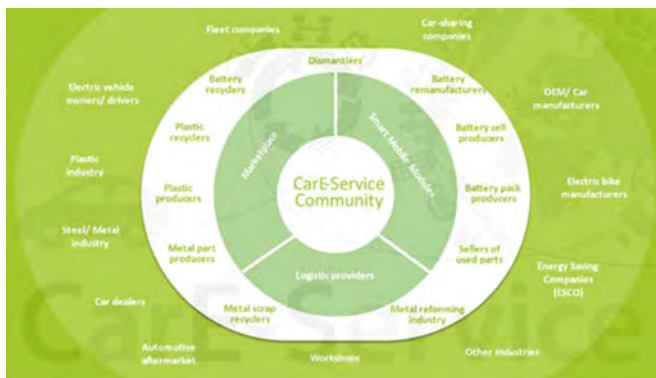 Fleet companies
Car-sharing
companies
Dismantlers
Battery
recyclers
Battery
remanufacturers
Electric vehicle
owners/ drivers
OEM/ Car
manufacturers
Plastic
recyclers
Marketplace
Smart Mobile Modules
Battery sell
producers
Plastic
industry
CarE-Service
Community
Plastic
producers
Battery pack
producers
Electric bike
manufacturers
Steel/ Metal
industry
Metal part
producers
Sellers of
used parts
Logistic providers
Energy Saving
Companies
(ESCO)
Car dealers
Metal scrap
recyclers
Metal reforming
industry
CarE-Service
Automotive
aftermarket
Workshops
Other industries